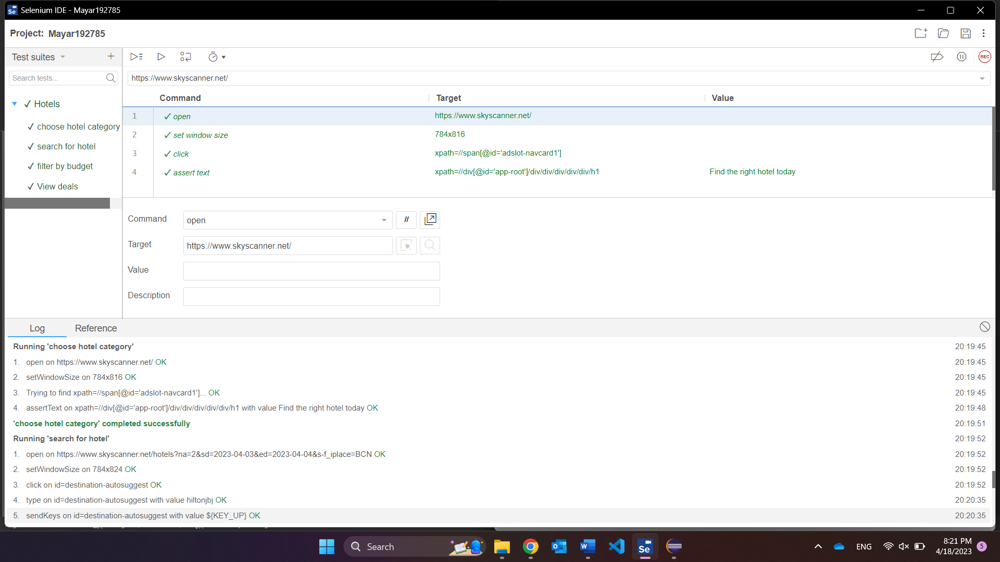 Selenium IDE - Mayar192785
Project: Mayar192785
Test suites
Search tests...
https://www.skyscanner.net/
REC
Command Target Value
✓ Hotels
✓ choose hotel category
✓ search for hotel
✓ filter by budget
✓ View deals
1 ✓ open https://www.skyscanner.net/
2 ✓ set window size 784x816
3 ✓ click xpath=//span[@id='adslot-navcard1']
4 ✓ assert text xpath=//div[@id='app-root']/div/div/div/div/div/h1 Find the right hotel today
Command open //
Target https://www.skyscanner.net/
Value
Description
Log Reference
Running 'choose hotel category' 20:19:45
1. open on https://www.skyscanner.net/ OK 20:19:45
2. setWindowSize on 784x816 OK 20:19:45
3. Trying to find xpath=//span[@id='adslot-navcard1']... OK 20:19:45
4. assertText on xpath=//div[@id='app-root']/div/div/div/div/div/h1 with value Find the right hotel today OK 20:19:48
'choose hotel category' completed successfully 20:19:51
Running 'search for hotel' 20:19:52
1. open on https://www.skyscanner.net/hotels?na=2&sd=2023-04-03&ed=2023-04-04&s-f_iplace=BCN OK 20:19:52
2. setWindowSize on 784x824 OK 20:19:52
3. click on id=destination-autosuggest OK 20:19:52
4. type on id=destination-autosuggest with value hiltonjbj OK 20:20:35
5. sendKeys on id=destination-autosuggest with value ${KEY_UP} OK 20:20:35
Search
ENG
8:21 PM
4/18/2023
5